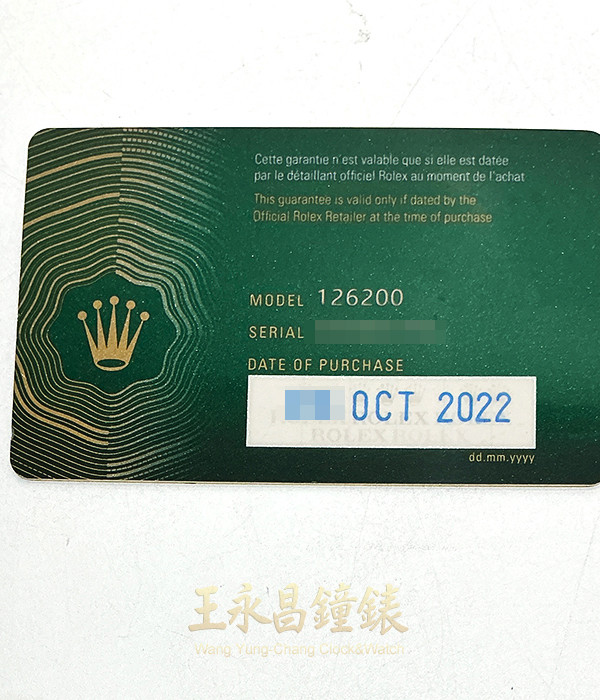 Cette garantie n'est valable que si elle est datée
par le détaillant officiel Rolex au moment de l'achat
This guarantee is valid only if dated by the
Official Rolex Retailer at the time of purchase
MODEL 126200
SERIAL
DATE OF PURCHASE
OCT 2022
ROLEX ROLEX
dd.mm.yyyy
王永昌鐘錶
Wang Yung-Chang Clock&Watch